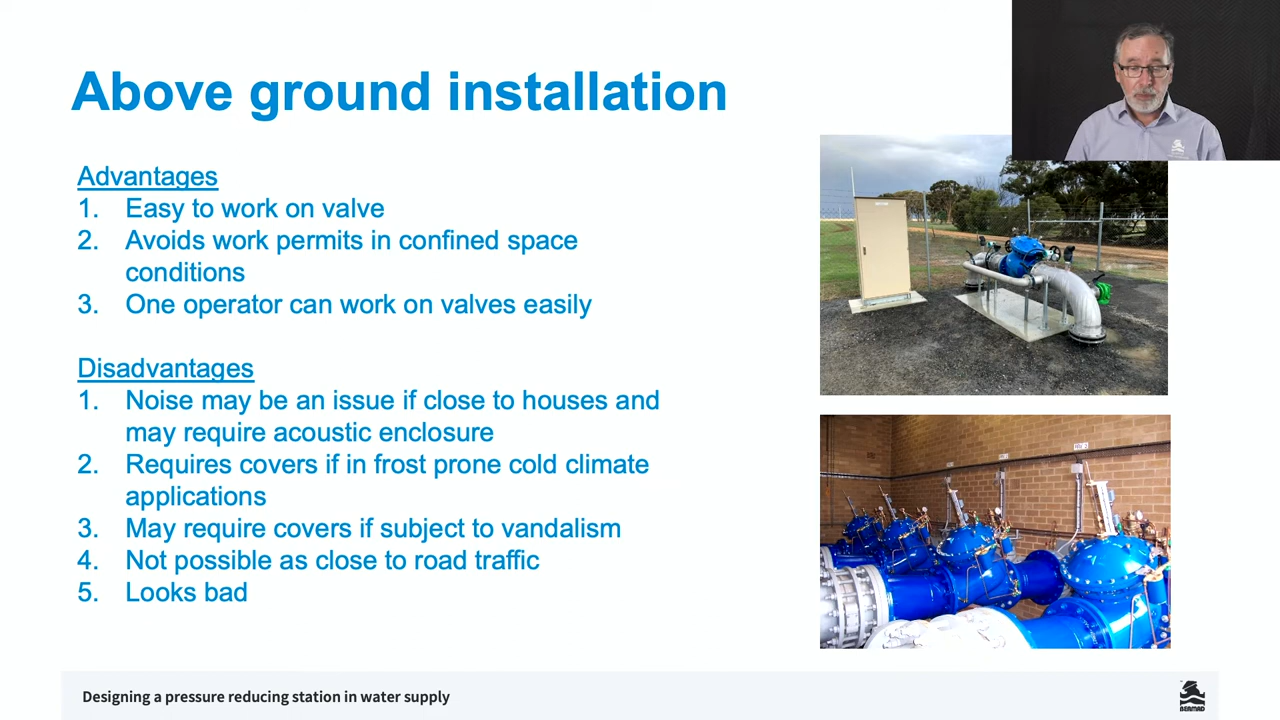 Above ground installation
Advantages
1. Easy to work on valve
2. Avoids work permits in confined space
conditions
3. One operator can work on valves easily
Disadvantages
1. Noise may be an issue if close to houses and
may require acoustic enclosure
2. Requires covers if in frost prone cold climate
applications
3. May require covers if subject to vandalism
4. Not possible as close to road traffic
5. Looks bad
Designing a pressure reducing station in water supply
BERMAD